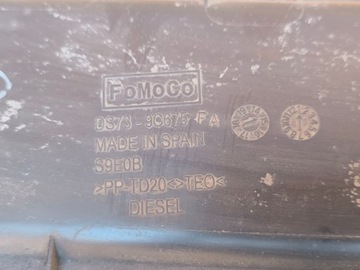 FoMoCo
DS73-9C675-FA
MADE IN SPAIN
S9E0B
>PP-TD20<>TEO<
DIESEL